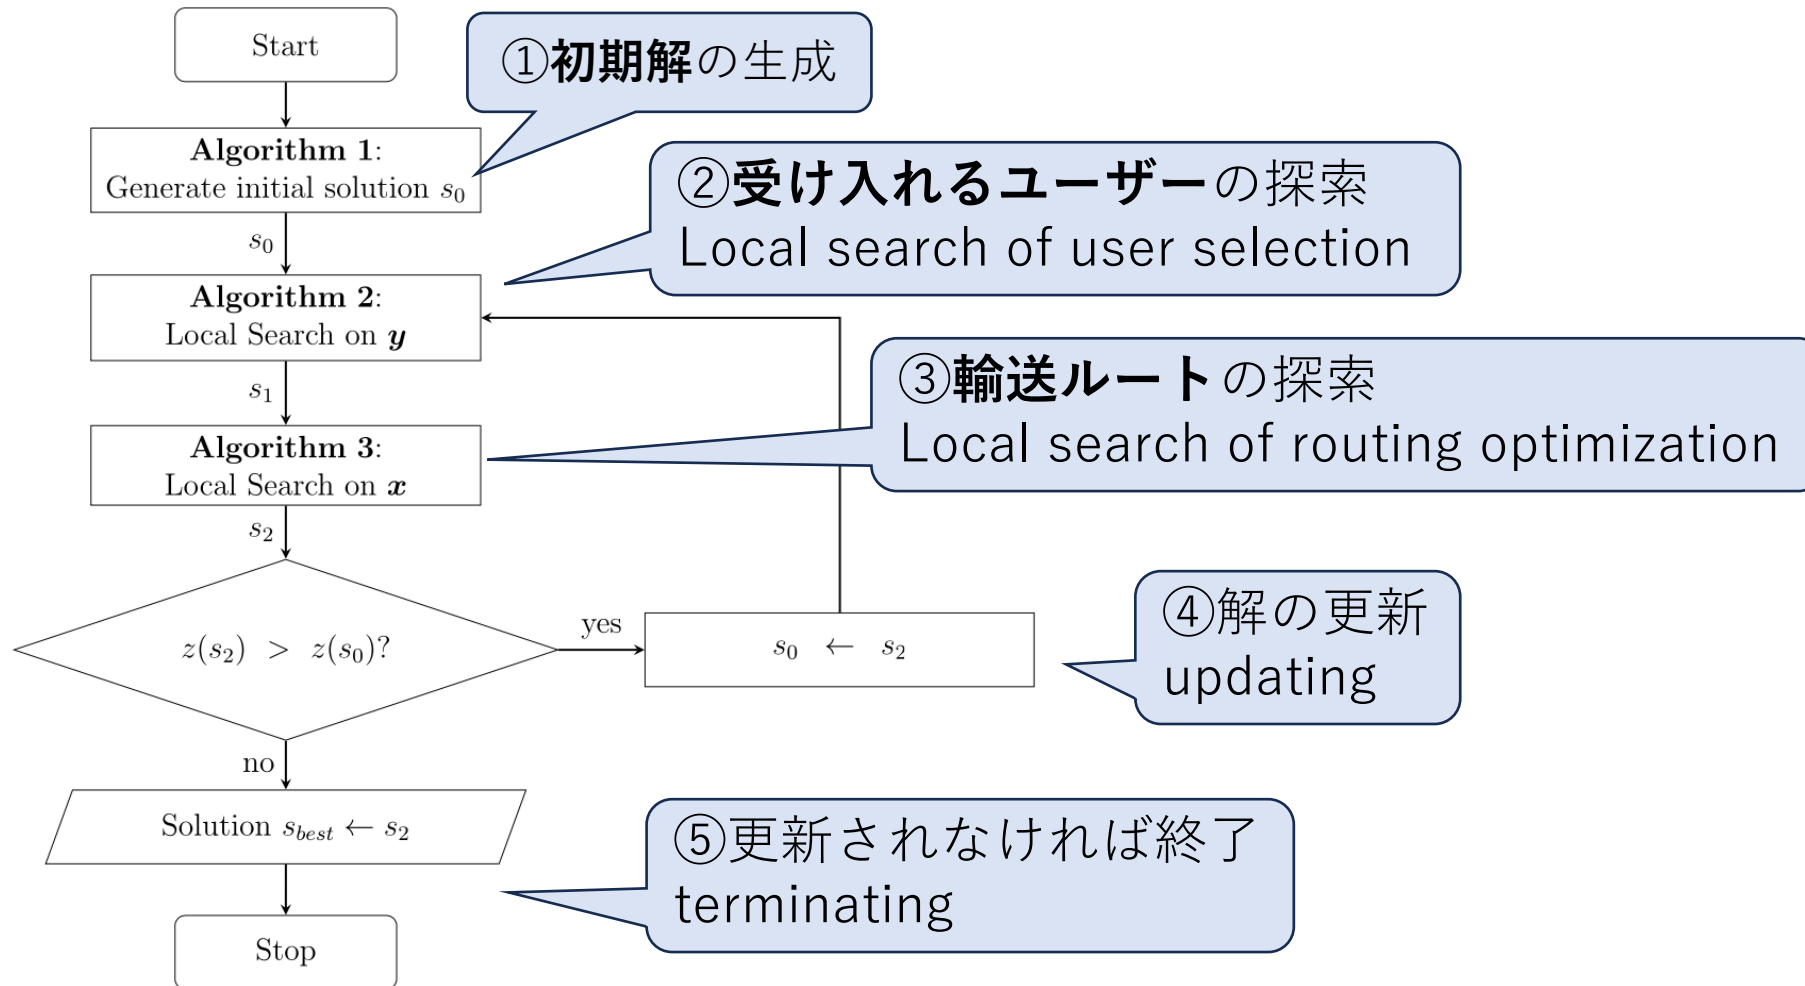 Start
①初期解の生成
Algorithm 1:
Generate initial solution s₀
s₀
②受け入れるユーザーの探索
Local search of user selection
Algorithm 2:
Local Search on y
s₁
③輸送ルートの探索
Local search of routing optimization
Algorithm 3:
Local Search on x
s₂
z(s₂) > z(s₀)?
yes
s₀ ← s₂
④解の更新
updating
no
Solution s_best ← s₂
⑤更新されなければ終了
terminating
Stop